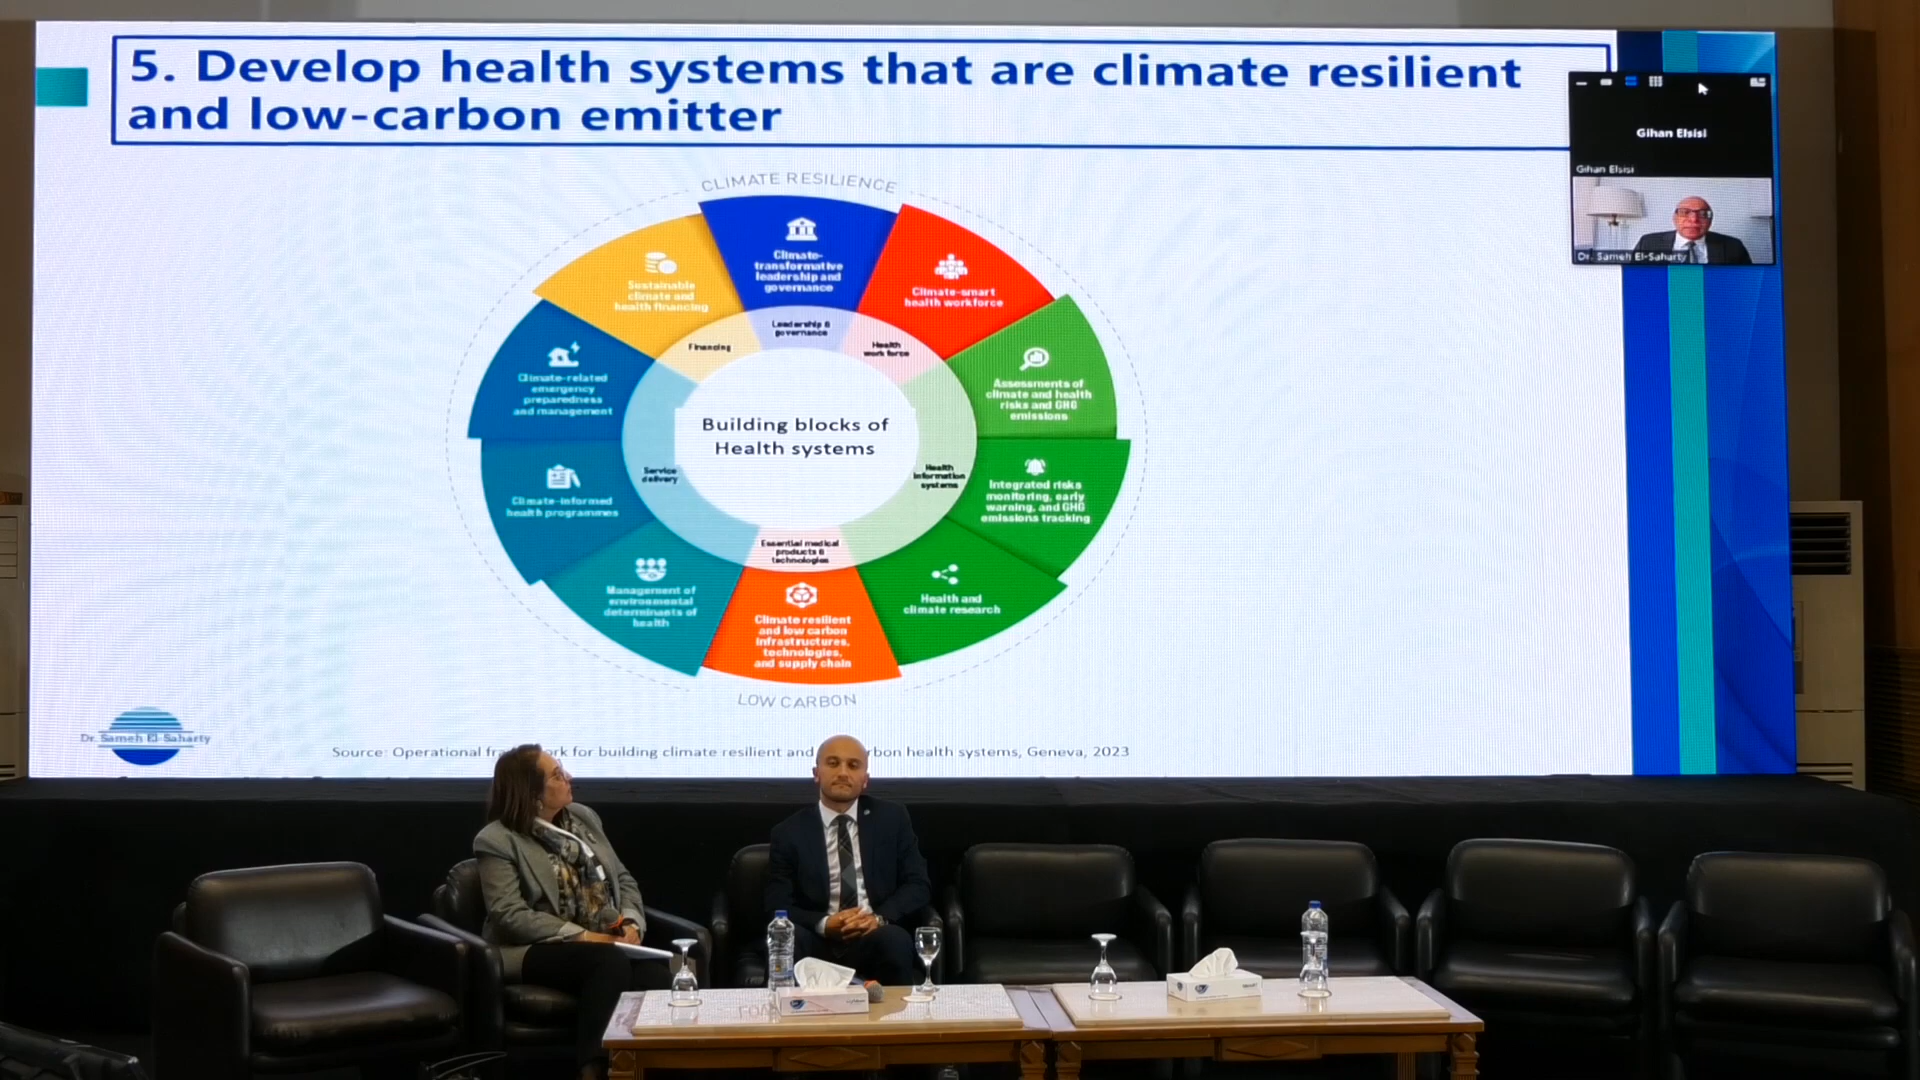 5. Develop health systems that are climate resilient
and low-carbon emitter
Gihan Elsisi
Gihan Elsisi
Dr. Sameh El-Saharty
CLIMATE RESILIENCE
Climate-
transformative
leadership and
governance
Climate-smart
health workforce
Assessments of
climate and health
risks and GHG
emissions
Integrated risks
monitoring, early
warning, and GHG
emissions tracking
Health and
climate research
Climate resilient
and low carbon
infrastructures,
technologies,
and supply chain
Management of
environmental
determinants of
health
Climate-informed
health programmes
Climate-related
emergency
preparedness
and management
Sustainable
climate and
health financing
Leadership &
governance
Health
workforce
Health
information
systems
Essential medical
products &
technologies
Service
delivery
Financing
Building blocks of
Health systems
LOW CARBON
Dr. Sameh El-Saharty
Source: Operational for building climate resilient and health systems, Geneva, 2023